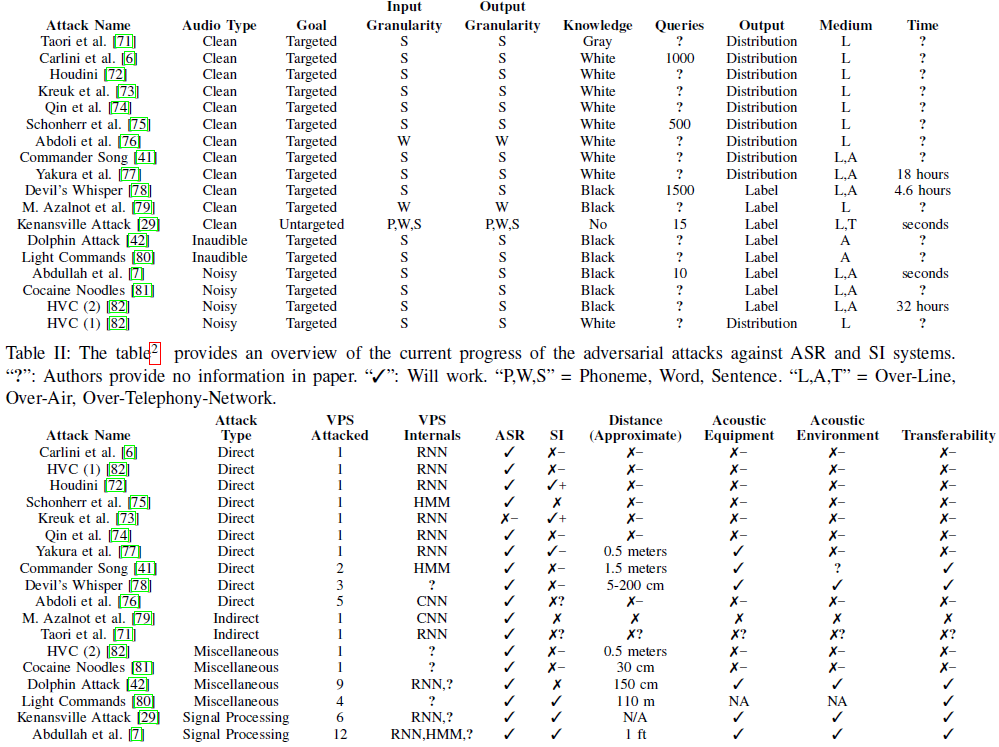 Input Output
Attack Name Audio Type Goal Granularity Granularity Knowledge Queries Output Medium Time
Taori et al. [71] Clean Targeted S S Gray ? Distribution L ?
Carlini et al. [6] Clean Targeted S S White 1000 Distribution L ?
Houdini [72] Clean Targeted S S White ? Distribution L ?
Kreuk et al. [73] Clean Targeted S S White ? Distribution L ?
Qin et al. [74] Clean Targeted S S White ? Distribution L ?
Schonherr et al. [75] Clean Targeted S S White 500 Distribution L ?
Abdoli et al. [76] Clean Targeted W W White ? Distribution L ?
Commander Song [41] Clean Targeted S S White ? Distribution L,A ?
Yakura et al. [77] Clean Targeted S S White ? Distribution L,A 18 hours
Devil's Whisper [78] Clean Targeted S S Black 1500 Label L,A 4.6 hours
M. Azalnot et al. [79] Clean Targeted W W Black ? Label L ?
Kenansville Attack [29] Clean Untargeted P,W,S P,W,S No 15 Label L,T seconds
Dolphin Attack [42] Inaudible Targeted S S Black ? Label A ?
Light Commands [80] Inaudible Targeted S S Black ? Label A ?
Abdullah et al. [7] Noisy Targeted S S Black 10 Label L,A seconds
Cocaine Noodles [81] Noisy Targeted S S Black ? Label L,A ?
HVC (2) [82] Noisy Targeted S S Black ? Label L,A 32 hours
HVC (1) [82] Noisy Targeted S S White ? Distribution L ?
Table II: The table2 provides an overview of the current progress of the adversarial attacks against ASR and SI systems.
“?”: Authors provide no information in paper. “✓”: Will work. “P,W,S” = Phoneme, Word, Sentence. “L,A,T” = Over-Line,
Over-Air, Over-Telephony-Network.
Attack VPS VPS Distance Acoustic Acoustic
Attack Name Type Attacked Internals ASR SI (Approximate) Equipment Environment Transferability
Carlini et al. [6] Direct 1 RNN ✓ ✗– ✗– ✗– ✗– ✗–
HVC (1) [82] Direct 1 RNN ✓ ✗– ✗– ✗– ✗– ✗–
Houdini [72] Direct 1 RNN ✓ ✓+ ✗– ✗– ✗– ✗–
Schonherr et al. [75] Direct 1 HMM ✓ ✗ ✗– ✗– ✗– ✗–
Kreuk et al. [73] Direct 1 RNN ✗– ✓+ ✗– ✗– ✗– ✗–
Qin et al. [74] Direct 1 RNN ✓ ✗– ✗– ✗– ✗– ✗–
Yakura et al. [77] Direct 1 RNN ✓ ✓– 0.5 meters ✓ ✗– ✗–
Commander Song [41] Direct 2 HMM ✓ ✗– 1.5 meters ✓ ? ✓
Devil's Whisper [78] Direct 3 ? ✓ ✗– 5-200 cm ✓ ✓ ✓
Abdoli et al. [76] Direct 5 CNN ✓ ✗? ✗– ✗– ✗– ✗–
M. Azalnot et al. [79] Indirect 1 CNN ✓ ✗ ✗ ✗ ✗ ✗
Taori et al. [71] Indirect 1 RNN ✓ ✗? ✗? ✗? ✗? ✗?
HVC (2) [82] Miscellaneous 1 ? ✓ ✗– 0.5 meters ✗– ✗– ✗–
Cocaine Noodles [81] Miscellaneous 1 ? ✓ ✗– 30 cm ✗– ✗– ✗–
Dolphin Attack [42] Miscellaneous 9 RNN,? ✓ ✗ 150 cm ✓ ✓ ✓
Light Commands [80] Miscellaneous 4 ? ✓ ✓ 110 m NA NA ✓
Kenansville Attack [29] Signal Processing 6 RNN,? ✓ ✓ N/A ✓ ✓ ✓
Abdullah et al. [7] Signal Processing 12 RNN,HMM,? ✓ ✓ 1 ft ✓ ✓ ✓